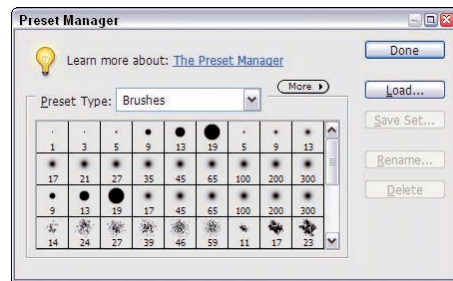 Preset Manager
Learn more about: The Preset Manager
Done
More
Load...
Preset Type: Brushes
Save Set...
Rename...
Delete
1 3 5 9 13 19 5 9 13
17 21 27 35 45 65 100 200 300
9 13 19 17 45 65 100 200 300
14 24 27 39 46 59 11 17 23